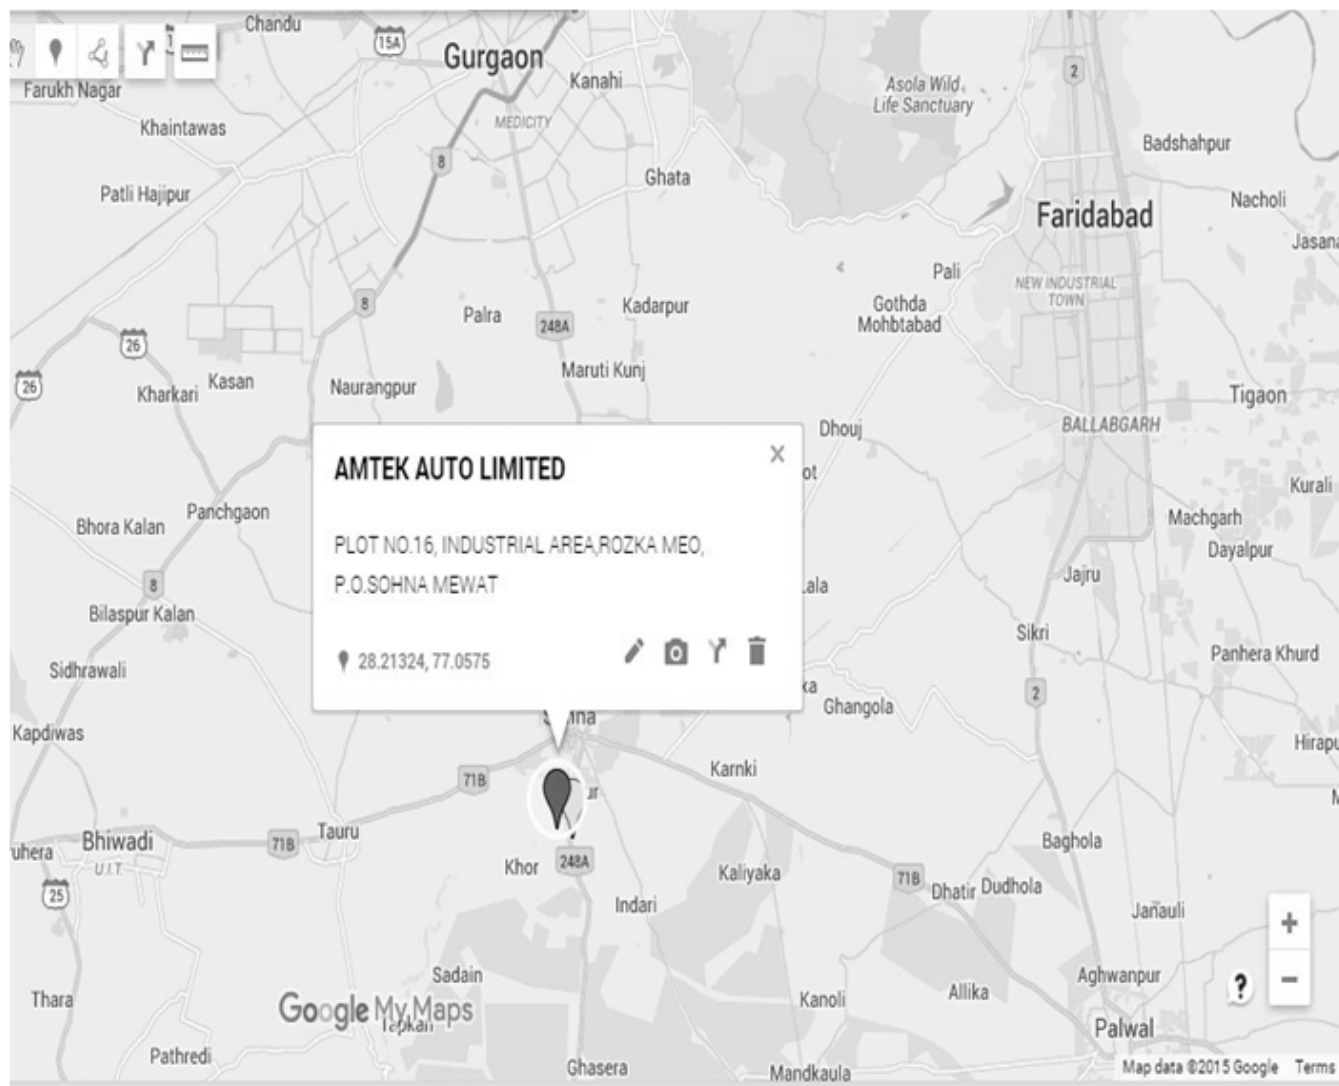 Chandu
15A
Gurgaon
Kanahi
2
Asola Wild
Life Sanctuary
Farukh Nagar
Khaintawas
MEDICITY
Badshahpur
8
Ghata
Patli Hajipur
Nacholi
Faridabad
Jasana
Pali
NEW INDUSTRIAL
TOWN
8
Palra
Kadarpur
Gothda
Mohbtabad
248A
26
26
Kharkari
Kasan
Naurangpur
Maruti Kunj
Tigaon
Dhouj
BALLABGARH
AMTEK AUTO LIMITED
Kurali
Panchgaon
Bhora Kalan
Machgarh
PLOT NO.16, INDUSTRIAL AREA,ROZKA MEO,
Dayalpur
P.O.SOHNA MEWAT
Jajru
8
Bilaspur Kalan
Sikri
28.21324, 77.0575
Panhera Khurd
Sidhrawali
2
Ghangola
Kapdiwas
Hirapu
71B
Karnki
ur
Bhiwadi
71B
Tauru
Baghola
uhera
U.I.T.
Khor
248A
Kaliyaka
71B
Dhatir
Dudhola
25
Indari
Janauli
Sadain
Aghwanpur
Thara
Kanoli
Allika
Google My Maps
Tapkan
Palwal
Pathredi
Ghasera
Mandkaula
Map data ©2015 Google Terms